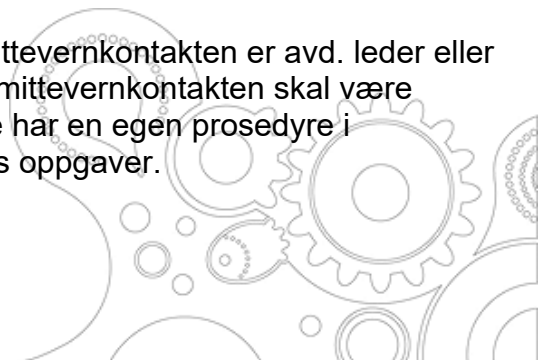 ttevernkontakten er avd. leder eller
mittevernkontakten skal være
har en egen prosedyre i
s oppgaver.